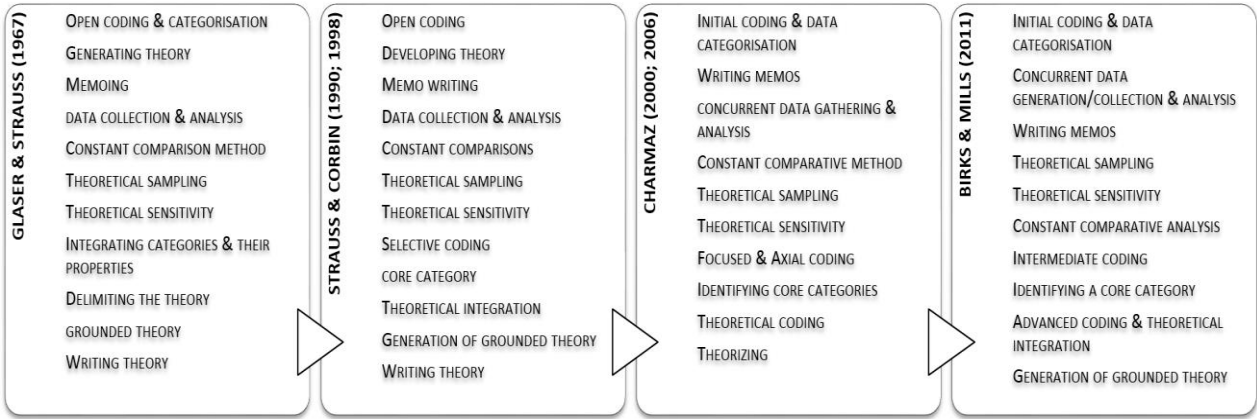 GLASER & STRAUSS (1967)
OPEN CODING & CATEGORISATION
GENERATING THEORY
MEMOING
DATA COLLECTION & ANALYSIS
CONSTANT COMPARISON METHOD
THEORETICAL SAMPLING
THEORETICAL SENSITIVITY
INTEGRATING CATEGORIES & THEIR
PROPERTIES
DELIMITING THE THEORY
GROUNDED THEORY
WRITING THEORY
STRAUSS & CORBIN (1990; 1998)
OPEN CODING
DEVELOPING THEORY
MEMO WRITING
DATA COLLECTION & ANALYSIS
CONSTANT COMPARISONS
THEORETICAL SAMPLING
THEORETICAL SENSITIVITY
SELECTIVE CODING
CORE CATEGORY
THEORETICAL INTEGRATION
GENERATION OF GROUNDED THEORY
WRITING THEORY
CHARMAZ (2000; 2006)
INITIAL CODING & DATA
CATEGORISATION
WRITING MEMOS
CONCURRENT DATA GATHERING &
ANALYSIS
CONSTANT COMPARATIVE METHOD
THEORETICAL SAMPLING
THEORETICAL SENSITIVITY
FOCUSED & AXIAL CODING
IDENTIFYING CORE CATEGORIES
THEORETICAL CODING
THEORIZING
BIRKS & MILLS (2011)
INITIAL CODING & DATA
CATEGORISATION
CONCURRENT DATA
GENERATION/COLLECTION & ANALYSIS
WRITING MEMOS
THEORETICAL SAMPLING
THEORETICAL SENSITIVITY
CONSTANT COMPARATIVE ANALYSIS
INTERMEDIATE CODING
IDENTIFYING A CORE CATEGORY
ADVANCED CODING & THEORETICAL
INTEGRATION
GENERATION OF GROUNDED THEORY